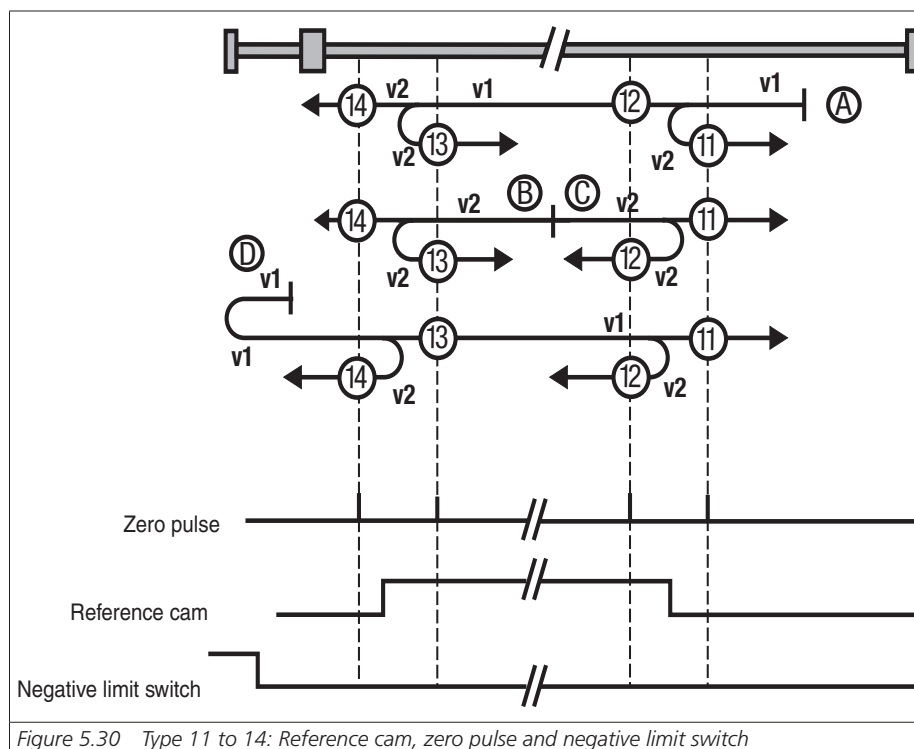 v2 v1 v1
14 12 A
v2 13 v2 11
B C
v2 v2
14 11
v2 13 12 v2
D
v1
v1 13 v1 11
14 v2 12 v2
Zero pulse
Reference cam
Negative limit switch
Figure 5.30 Type 11 to 14: Reference cam, zero pulse and negative limit switch